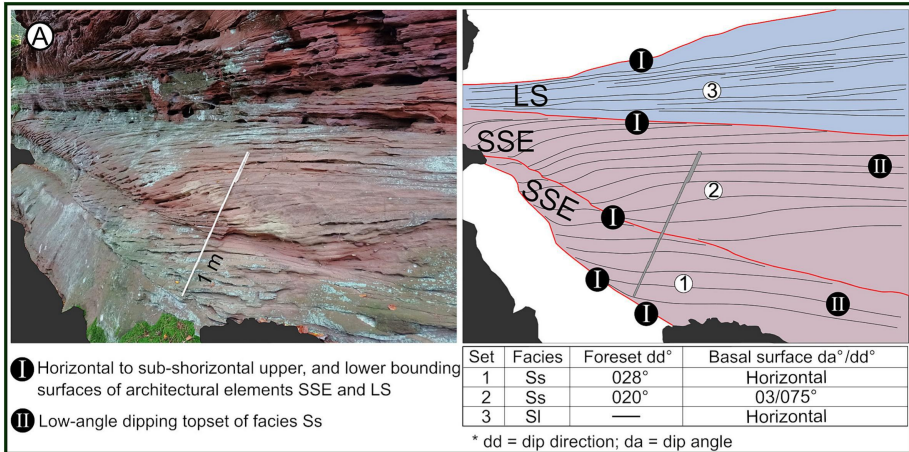 A
1 m
I
LS
3
I
SSE
II
SSE
2
I
I
1
II
I
I Horizontal to sub-shorizontal upper, and lower bounding
surfaces of architectural elements SSE and LS
II Low-angle dipping topset of facies Ss
Set Facies Foreset dd° Basal surface da°/dd°
1 Ss 028° Horizontal
2 Ss 020° 03/075°
3 Sl — Horizontal
* dd = dip direction; da = dip angle